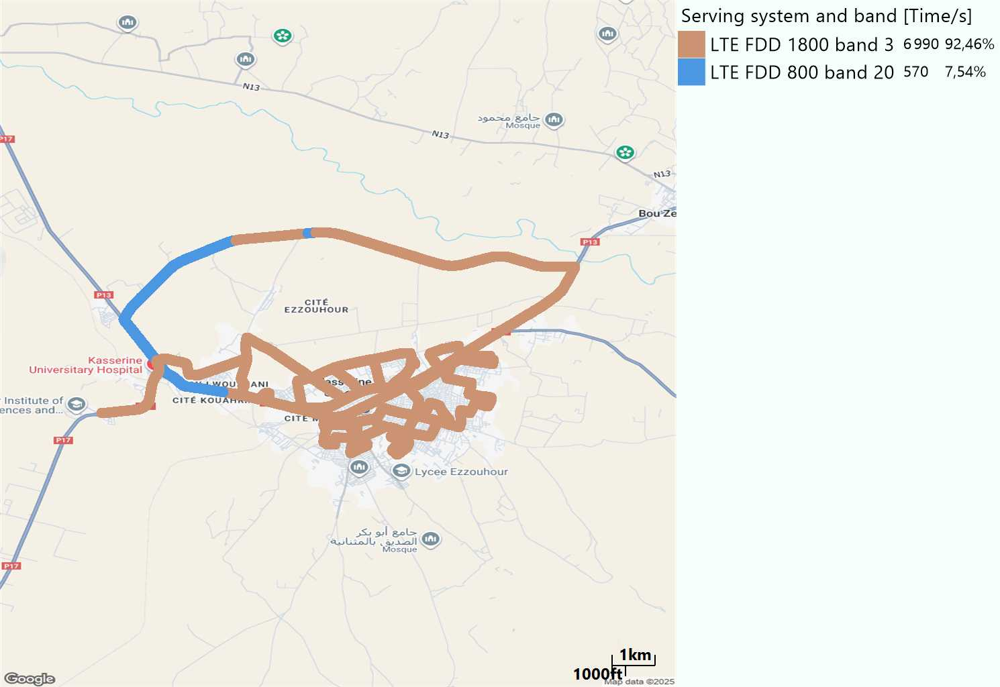 Serving system and band [Time/s]
LTE FDD 1800 band 3 6 990 92,46%
LTE FDD 800 band 20 570 7,54%
N13
جامع محمود
Mosque
N13
P17
N13
Bou Ze
P13
P13
CITÉ
EZZOUHOUR
Kasserine
Universitary Hospital
CITÉ
Institute of
ences and...
P17
Lycee Ezzouhour
جامع أبو بكر
الصديق بالمثنانية
Mosque
P17
1km
1000ft
Google
Map data ©2025